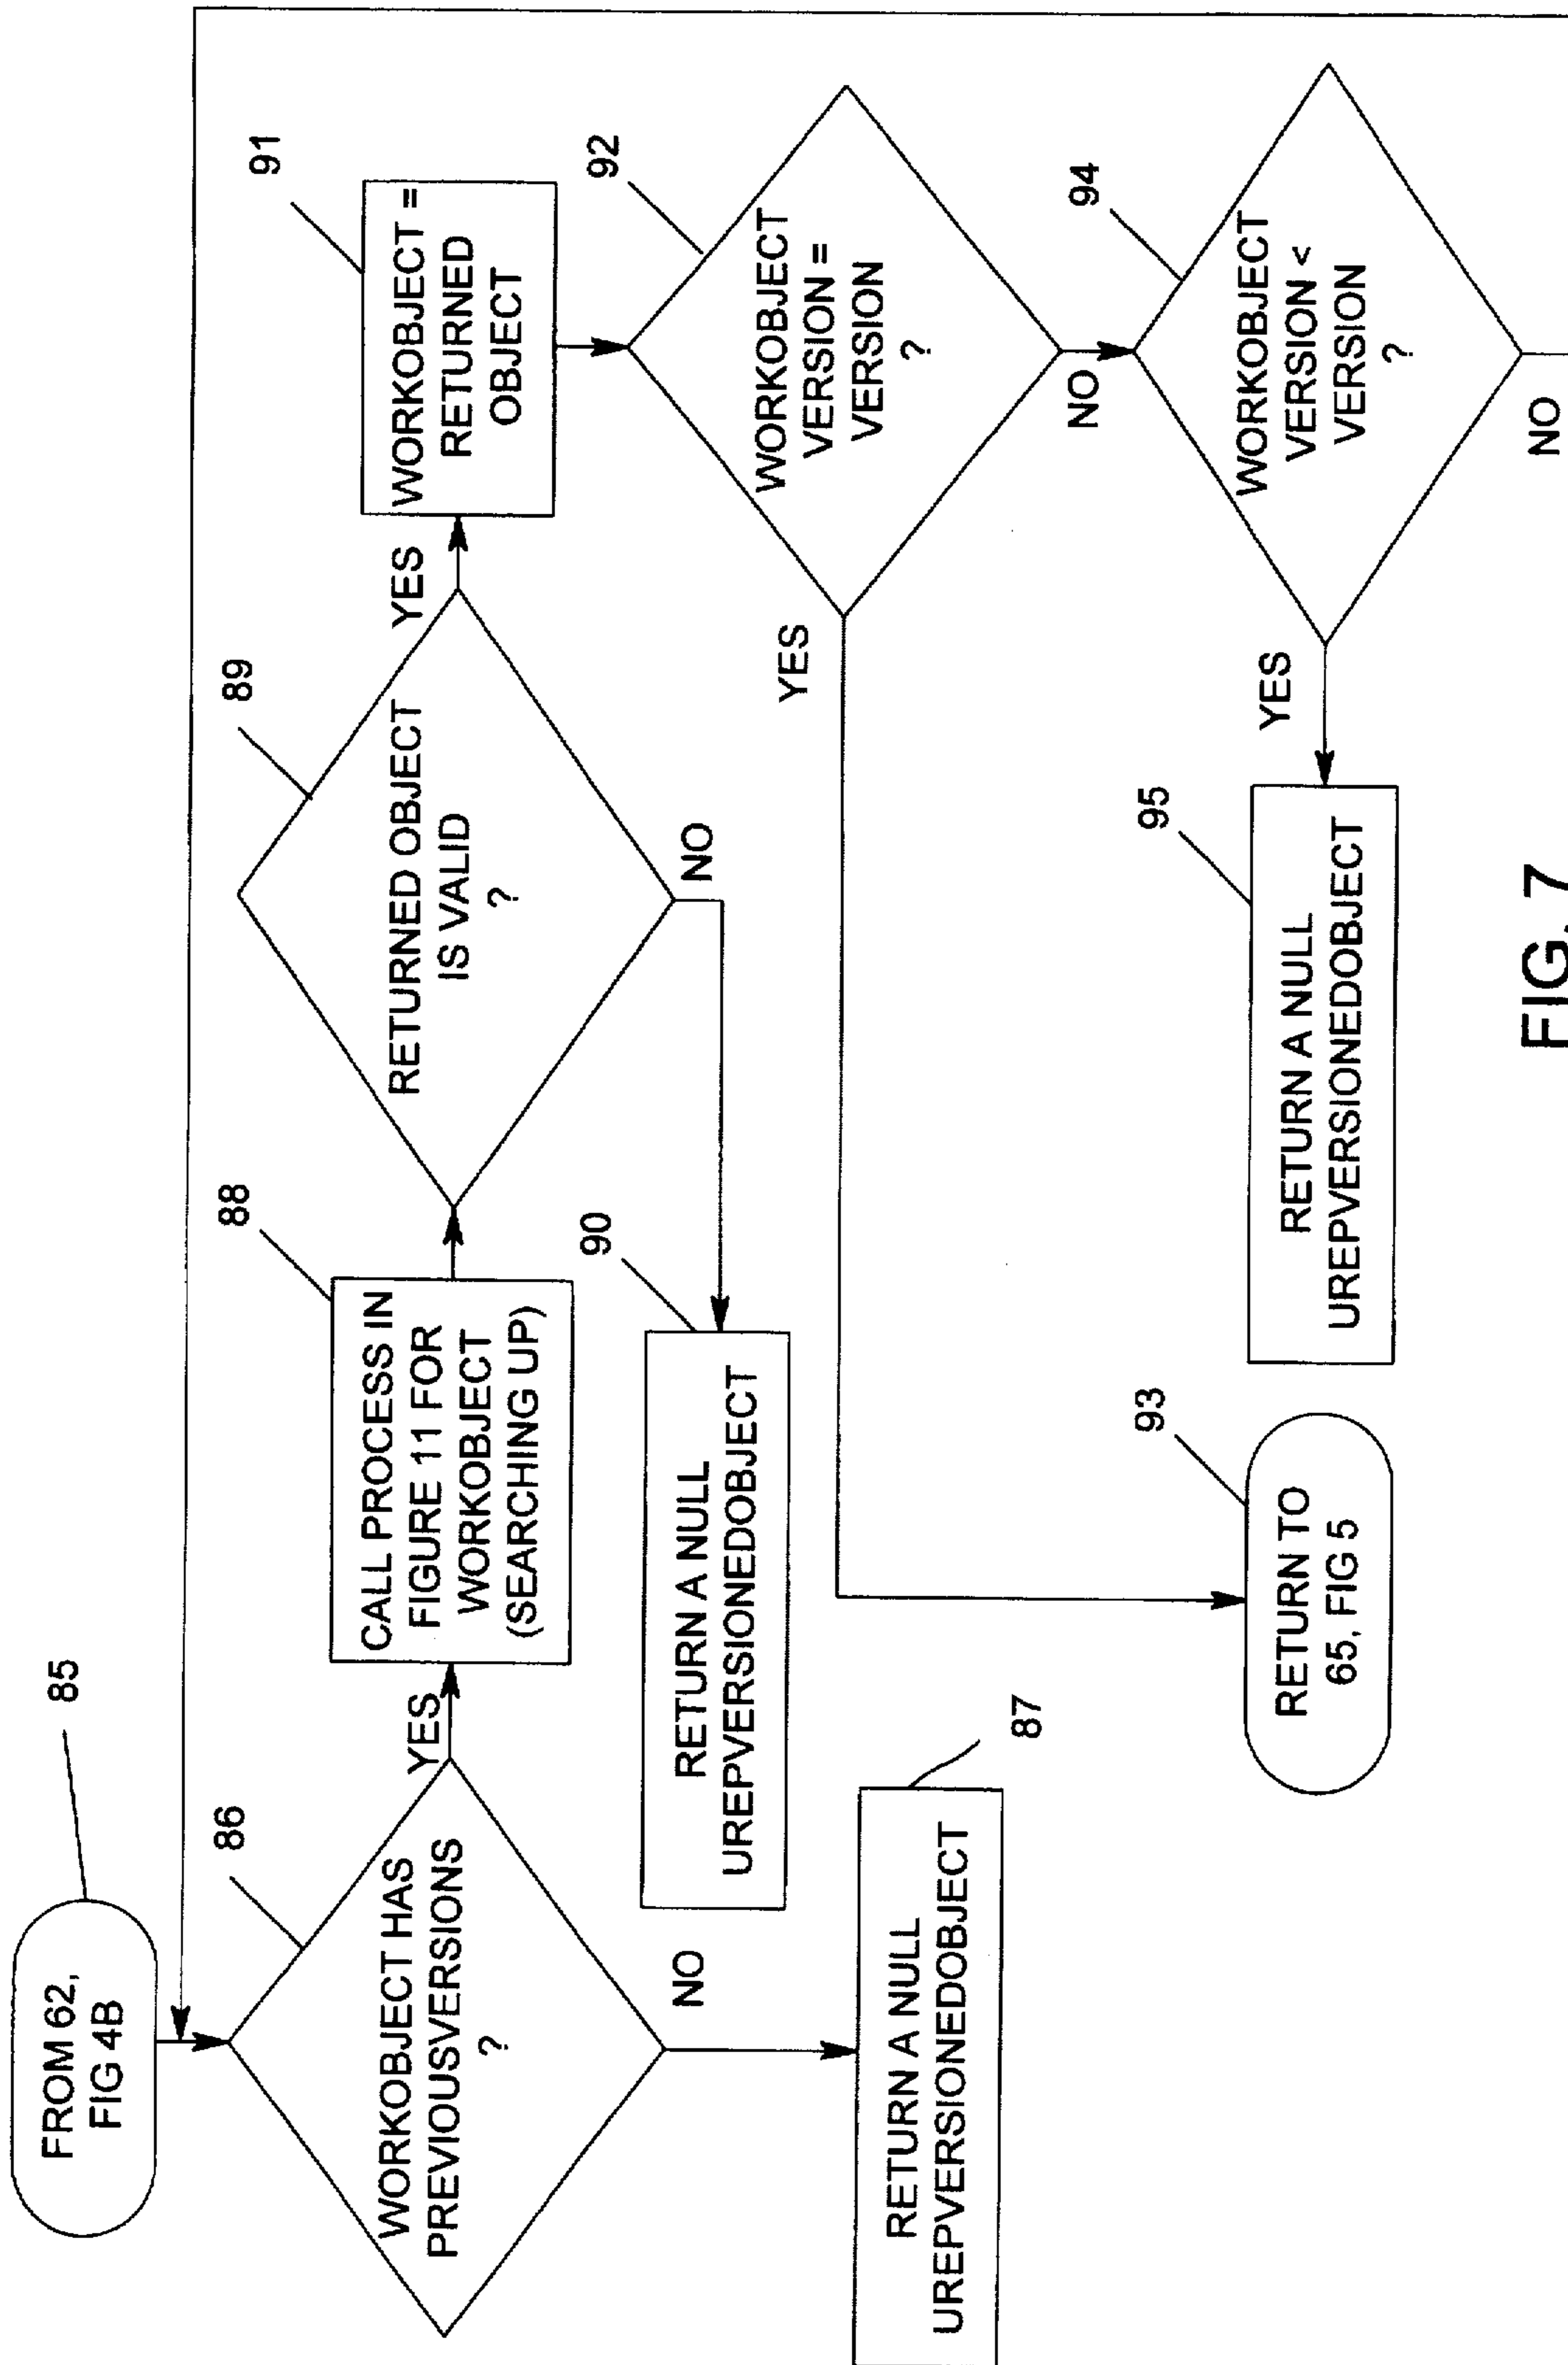 85
FROM 62,
FIG 4B
86
WORKOBJECT HAS
PREVIOUSVERSIONS
?
YES
NO
87
RETURN A NULL
UREPVERSIONEDOBJECT
88
CALL PROCESS IN
FIGURE 11 FOR
WORKOBJECT
(SEARCHING UP)
89
RETURNED OBJECT
IS VALID
?
YES
NO
90
RETURN A NULL
UREPVERSIONEDOBJECT
91
WORKOBJECT =
RETURNED
OBJECT
92
WORKOBJECT
VERSION =
VERSION
?
YES
NO
93
RETURN TO
65, FIG 5
94
WORKOBJECT
VERSION <
VERSION
?
YES
NO
95
RETURN A NULL
UREPVERSIONEDOBJECT
FIG. 7